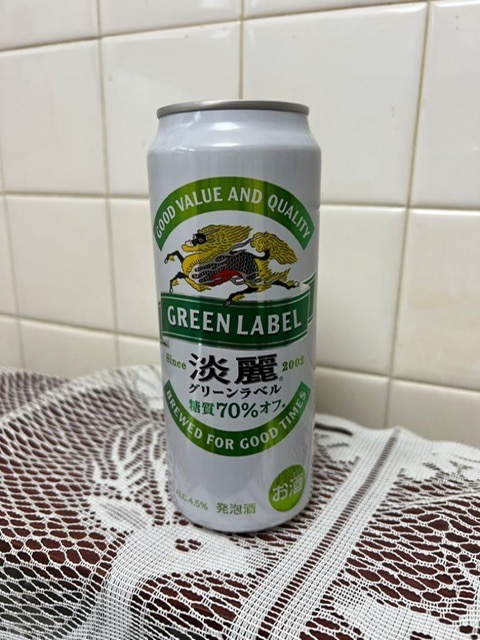 GOOD VALUE AND QUALITY
GREEN LABEL
Since 淡麗® 2002
グリーンラベル
糖質70%オフ※
BREWED FOR GOOD TIMES
ALC.4.5% 発泡酒
お酒